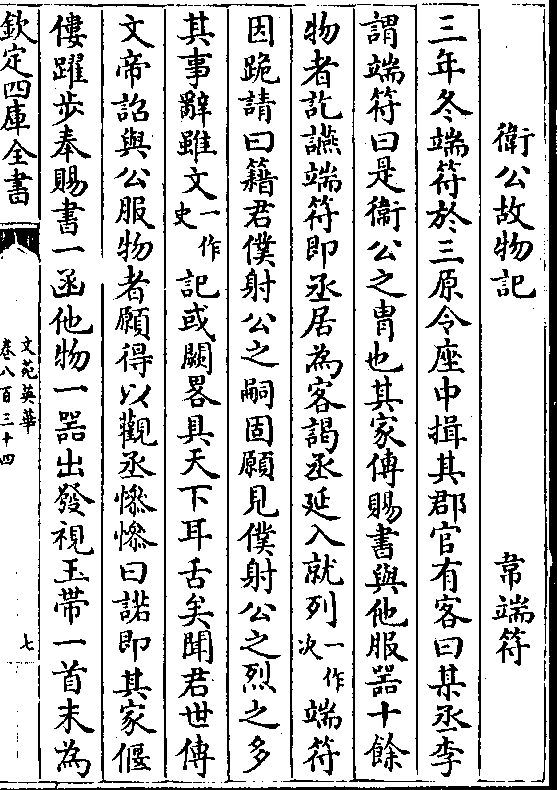 衛公故物記　韋端符
三年冬端符於三原令座中揖其郡官有客曰某丞李
謂端符曰是衞公之胄也其家傳賜書與他服器十餘
物者訖讌端符即丞居為客謁丞延入就列一作次端符
因跪請曰籍君僕射公之嗣固願見僕射公之烈之多
其事辭雖文一作史記或闕畧具天下耳舌矣聞君世傳
文帝詔與公服物者願得以觀丞慘慘曰諾即其家傴
僂躍步奉賜書一函他物一器出發視玉帶一首末為
欽定四庫全書
文苑英華
卷八百三十四
七